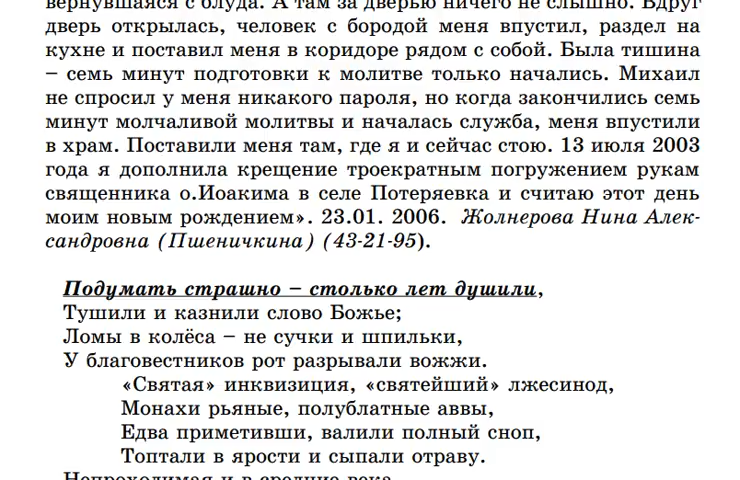 вернувшаяся с блуда. А там за дверью ничего не слышно. Вдруг
дверь открылась, человек с бородой меня впустил, раздел на
кухне и поставил меня в коридоре рядом с собой. Была тишина
– семь минут подготовки к молитве только начались. Михаил
не спросил у меня никакого пароля, но когда закончились семь
минут молчаливой молитвы и началась служба, меня впустили
в храм. Поставили меня там, где я и сейчас стою. 13 июля 2003
года я дополнила крещение троекратным погружением рукам
священника о.Иоакима в селе Потеряевка и считаю этот день
моим новым рождением». 23.01. 2006. Жолнерова Нина Алек-
сандровна (Пшеничкина) (43-21-95).
Подумать страшно – столько лет душили,
Тушили и казнили слово Божье;
Ломы в колёса – не сучки и шпильки,
У благовестников рот разрывали вожжи.
«Святая» инквизиция, «святейший» лжесинод,
Монахи рьяные, полублатные аввы,
Едва приметивши, валили полный сноп,
Топтали в ярости и сыпали отраву.
Непроходимая и в средние века